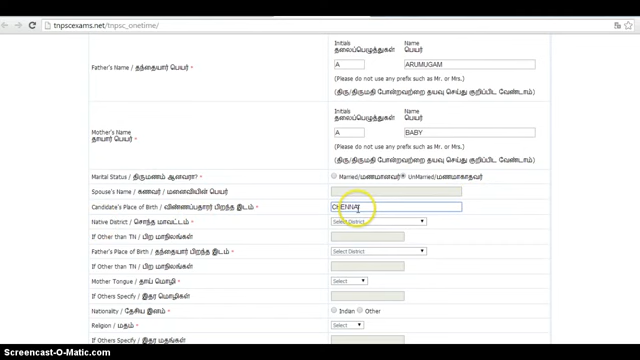 tnpscexams.net/tnpsc_onetime/
Initials Name
தலைப்பெழுத்துகள் பெயர்
Father's Name / தந்தையார் பெயர் * A ARUMUGAM
(Please do not use any prefix such as Mr. or Mrs.)
(திரு/திருமதி போன்றவற்றை தயவு செய்து குறிப்பிட வேண்டாம்)
Initials Name
தலைப்பெழுத்துகள் பெயர்
Mother's Name
தாயார் பெயர் * A BABY
(Please do not use any prefix such as Mr. or Mrs.)
(திரு/திருமதி போன்றவற்றை தயவு செய்து குறிப்பிட வேண்டாம்)
Marital Status / திருமணம் ஆனவரா? * Married/மணமானவர் UnMarried/மணமாகாதவர்
Spouse's Name / கணவர் / மனைவியின் பெயர்
Candidate's Place of Birth / விண்ணப்பதாரர் பிறந்த இடம் * CHENNAI
Native District / சொந்த மாவட்டம் * Select District
If Other than TN / பிற மாநிலங்கள்
Father's Place of Birth / தந்தையார் பிறந்த இடம் * Select District
If Other than TN / பிற மாநிலங்கள்
Mother Tongue / தாய் மொழி * Select
If Others Specify / இதர மொழிகள்
Nationality / தேசிய இனம் * Indian Other
Religion / மதம் * Select
If Others Specify / இதர மதங்கள்
Screencast-O-Matic.com